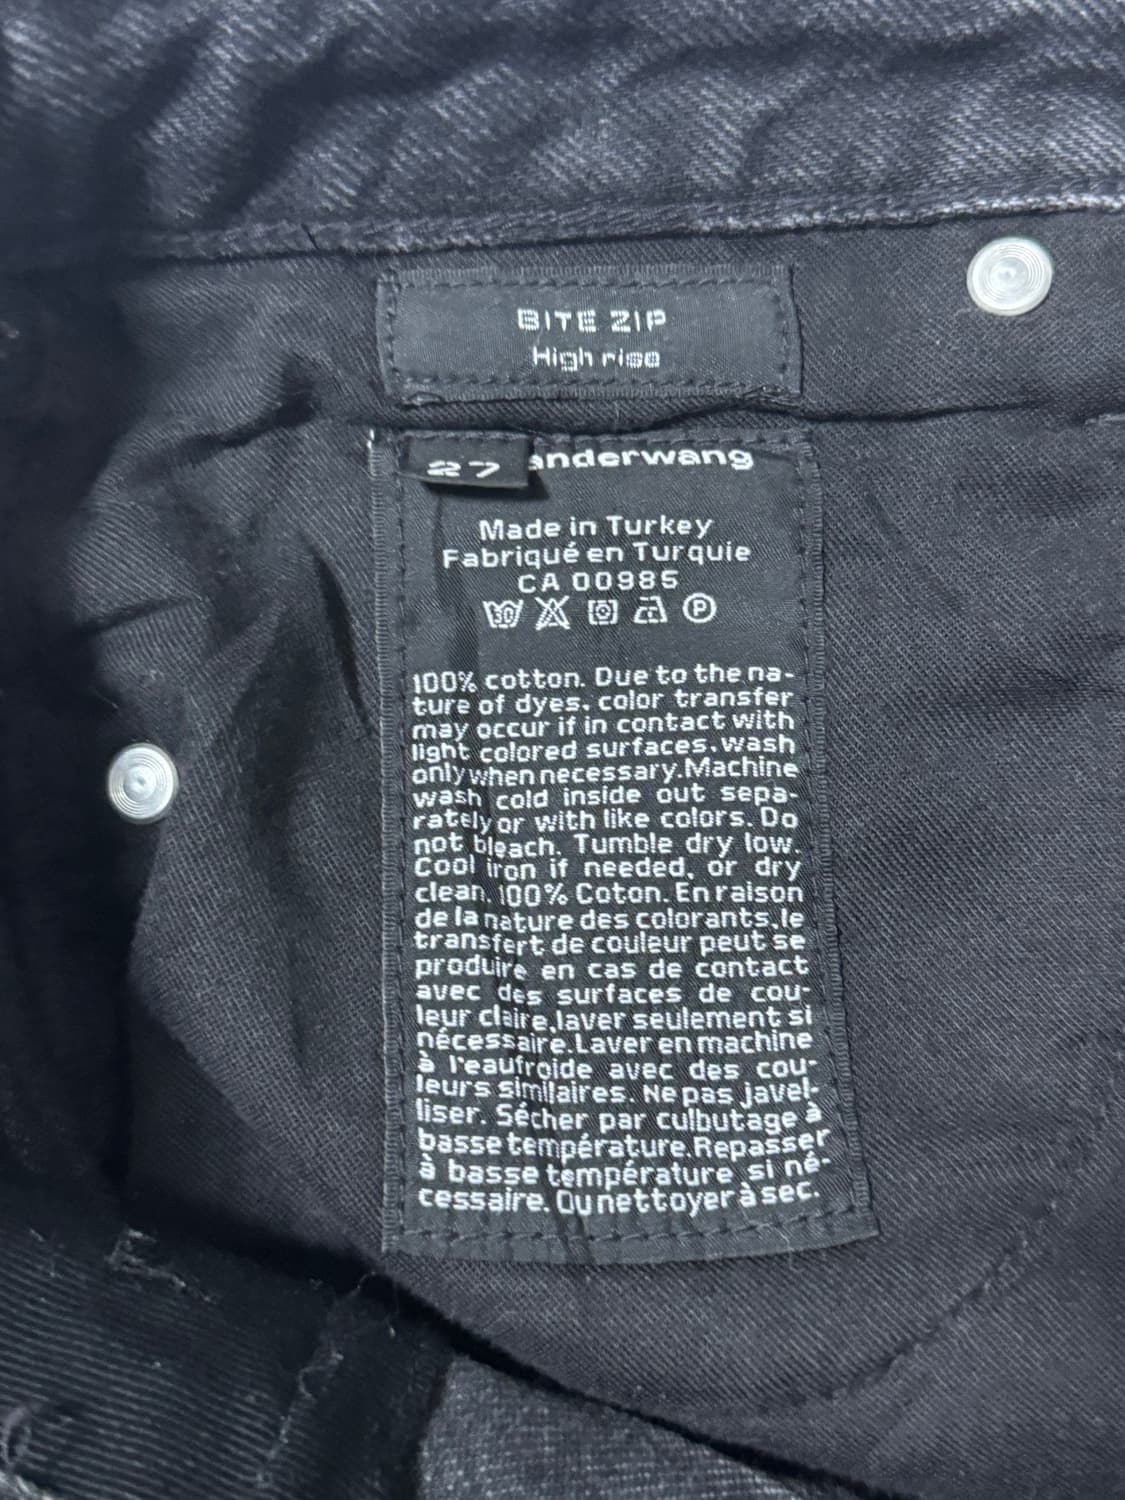 BITE ZIP
High rise
27
anderwang
Made in Turkey
Fabriqué en Turquie
CA 00985
30
P
100% cotton. Due to the na-
ture of dyes. color transfer
may occur if in contact with
light colored surfaces. wash
only when necessary. Machine
wash cold inside out sepa-
rately or with like colors. Do
not bleach. Tumble dry low.
Cool iron if needed, or dry
clean. 100% Coton. En raison
de la nature des colorants, le
transfert de couleur peut se
produire en cas de contact
avec des surfaces de cou-
leur claire, laver seulement si
nécessaire. Laver en machine
à l'eaufroide avec des cou-
leurs similaires. Ne pas javel-
liser. Sécher par culbutage à
basse température. Repasser
à basse température si né-
cessaire. Ou nettoyer à sec.